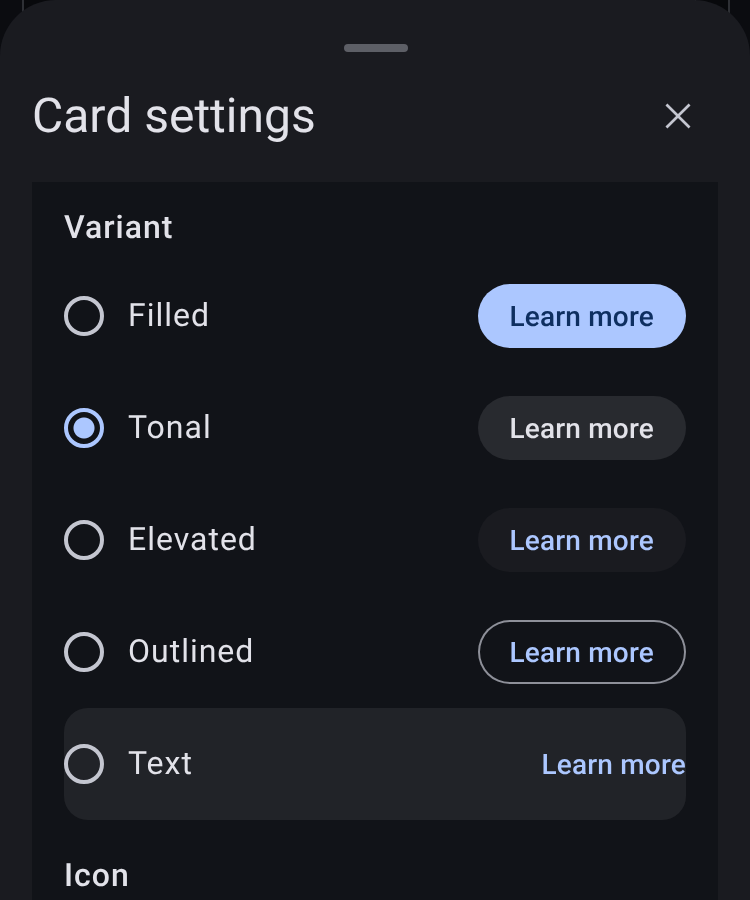 Card settings
Variant
Filled
Learn more
Tonal
Learn more
Elevated
Learn more
Outlined
Learn more
Text
Learn more
Icon